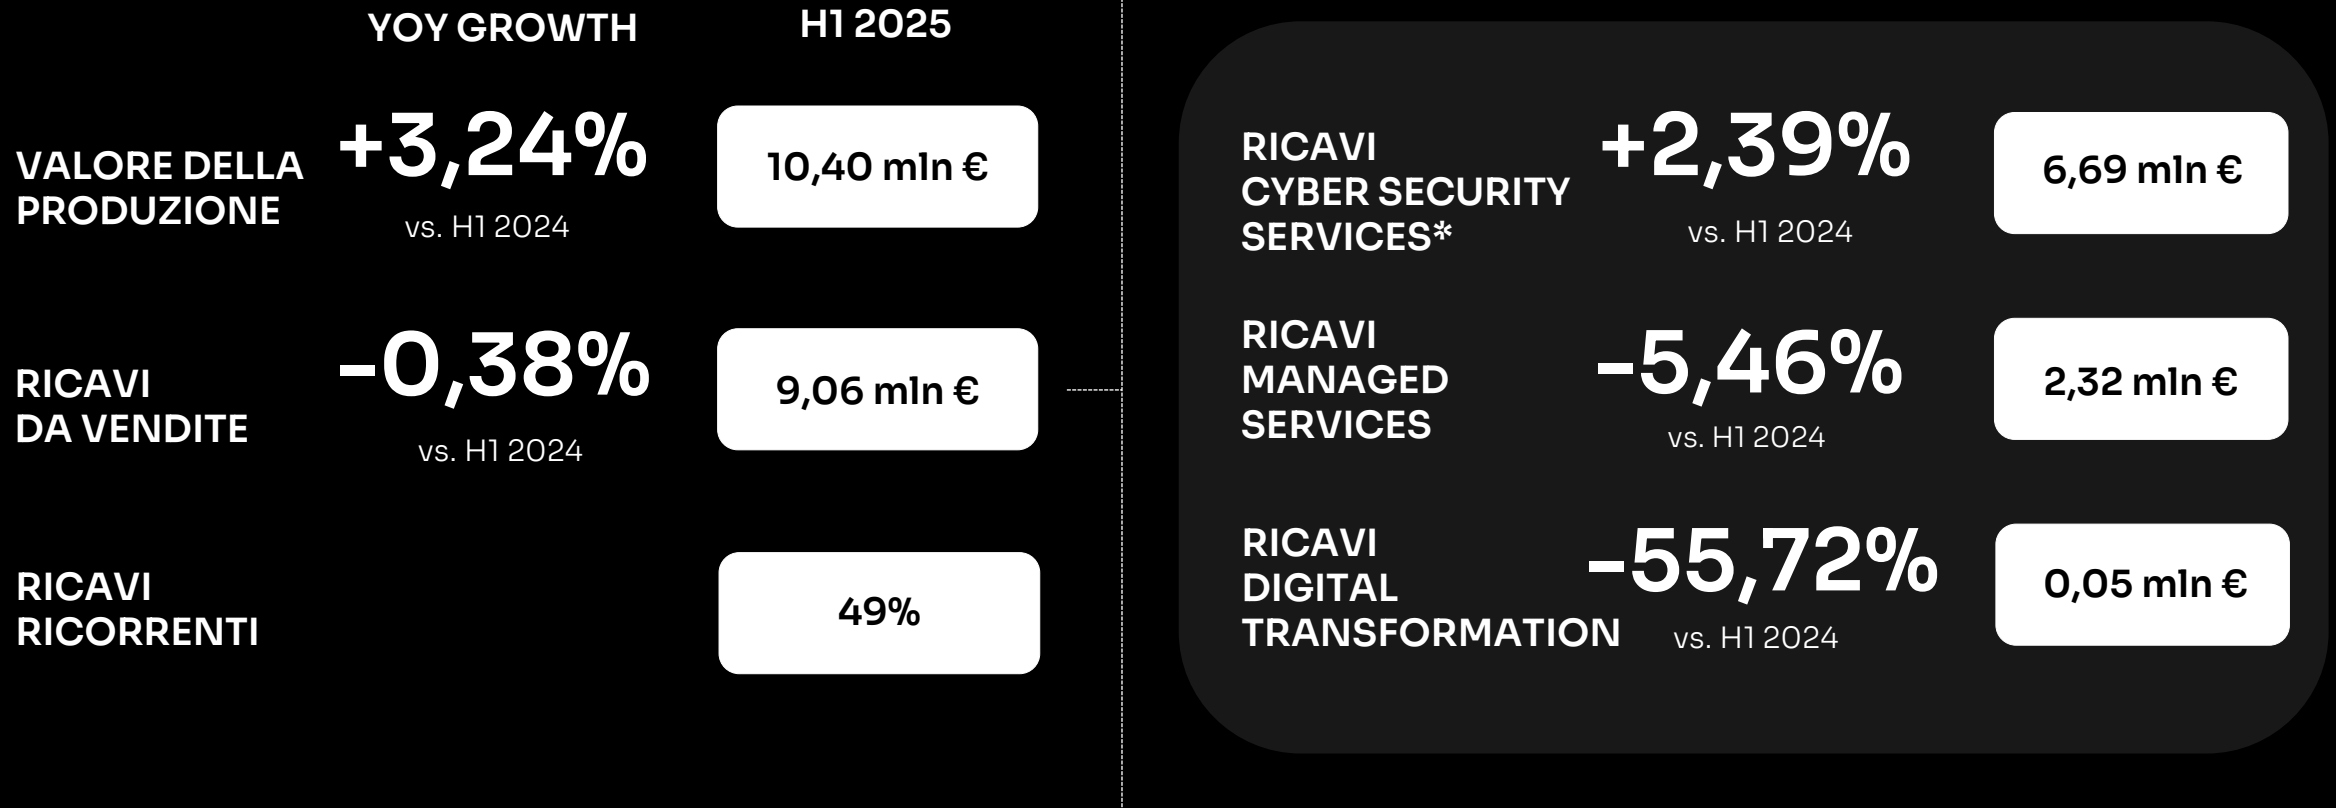 YOY GROWTH
H1 2025
VALORE DELLA
PRODUZIONE
+3,24%
vs. H1 2024
10,40 mln €
RICAVI
DA VENDITE
-0,38%
vs. H1 2024
9,06 mln €
RICAVI
RICORRENTI
49%
RICAVI
CYBER SECURITY
SERVICES*
+2,39%
vs. H1 2024
6,69 mln €
RICAVI
MANAGED
SERVICES
-5,46%
vs. H1 2024
2,32 mln €
RICAVI
DIGITAL
TRANSFORMATION
-55,72%
vs. H1 2024
0,05 mln €